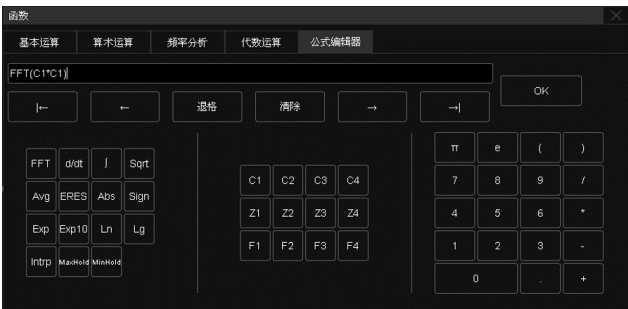 函数
基本运算 算术运算 频率分析 代数运算 公式编辑器
FFT(C1*C1)
OK
|← ← 退格 清除 → →|
FFT d/dt ∫ Sqrt
Avg ERES Abs Sign
Exp Exp10 Ln Lg
Intrp MaxHold MinHold
C1 C2 C3 C4
Z1 Z2 Z3 Z4
F1 F2 F3 F4
π e ( )
7 8 9 /
4 5 6 *
1 2 3 -
0 . +